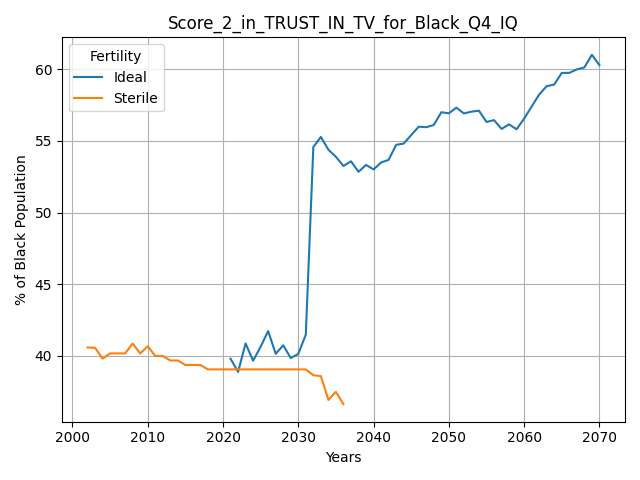 Score_2_in_TRUST_IN_TV_for_Black_Q4_IQ
Fertility
Ideal
Sterile
% of Black Population
60
55
50
45
40
2000 2010 2020 2030 2040 2050 2060 2070
Years